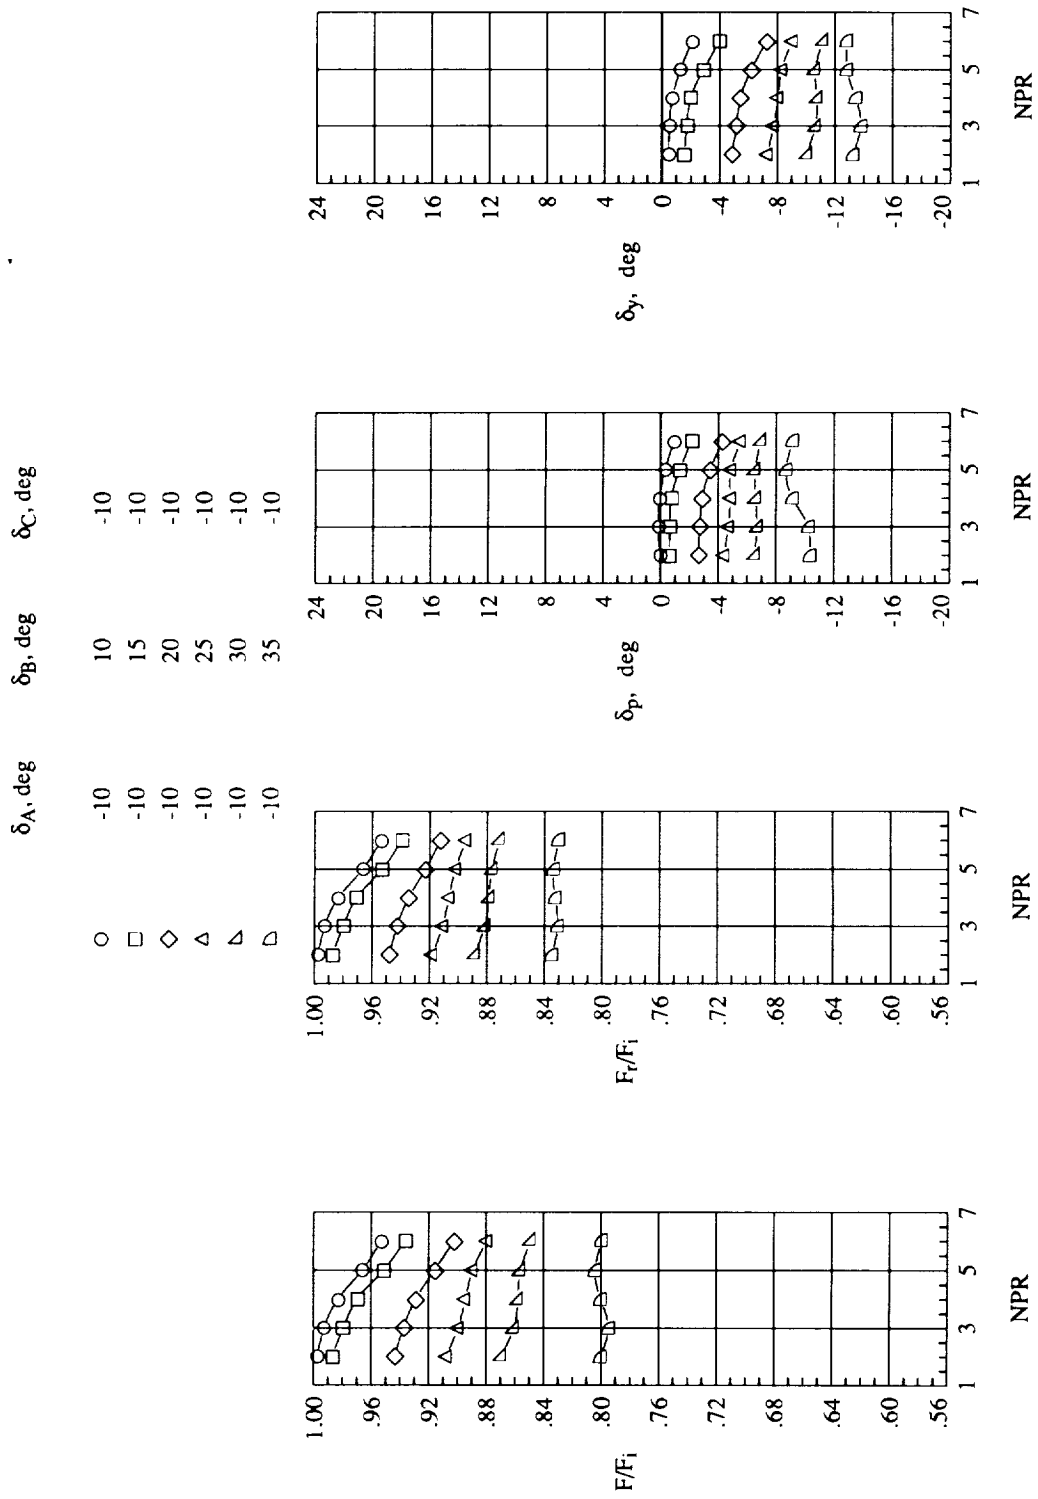 δA, deg δB, deg δC, deg
-10 10 -10
-10 15 -10
-10 20 -10
-10 25 -10
-10 30 -10
-10 35 -10
F/Fi
1.00
.96
.92
.88
.84
.80
.76
.72
.68
.64
.60
.56
1 3 5 7
NPR
Fr/Fi
1.00
.96
.92
.88
.84
.80
.76
.72
.68
.64
.60
.56
1 3 5 7
NPR
δp, deg
24
20
16
12
8
4
0
-4
-8
-12
-16
-20
1 3 5 7
NPR
δy, deg
24
20
16
12
8
4
0
-4
-8
-12
-16
-20
1 3 5 7
NPR